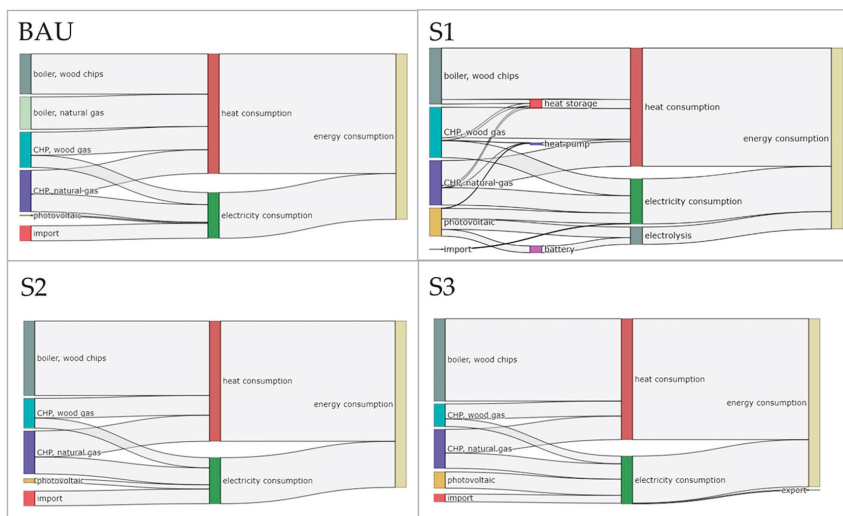 BAU
boiler, wood chips
boiler, natural gas
heat consumption
energy consumption
CHP, wood gas
CHP, natural gas
photovoltaic
electricity consumption
import
S1
boiler, wood chips
heat storage
heat consumption
CHP, wood gas
heat pump
energy consumption
CHP, natural gas
electricity consumption
photovoltaic
electrolysis
import
battery
S2
boiler, wood chips
heat consumption
energy consumption
CHP, wood gas
CHP, natural gas
photovoltaic
electricity consumption
import
S3
boiler, wood chips
heat consumption
energy consumption
CHP, wood gas
CHP, natural gas
photovoltaic
electricity consumption
export
import